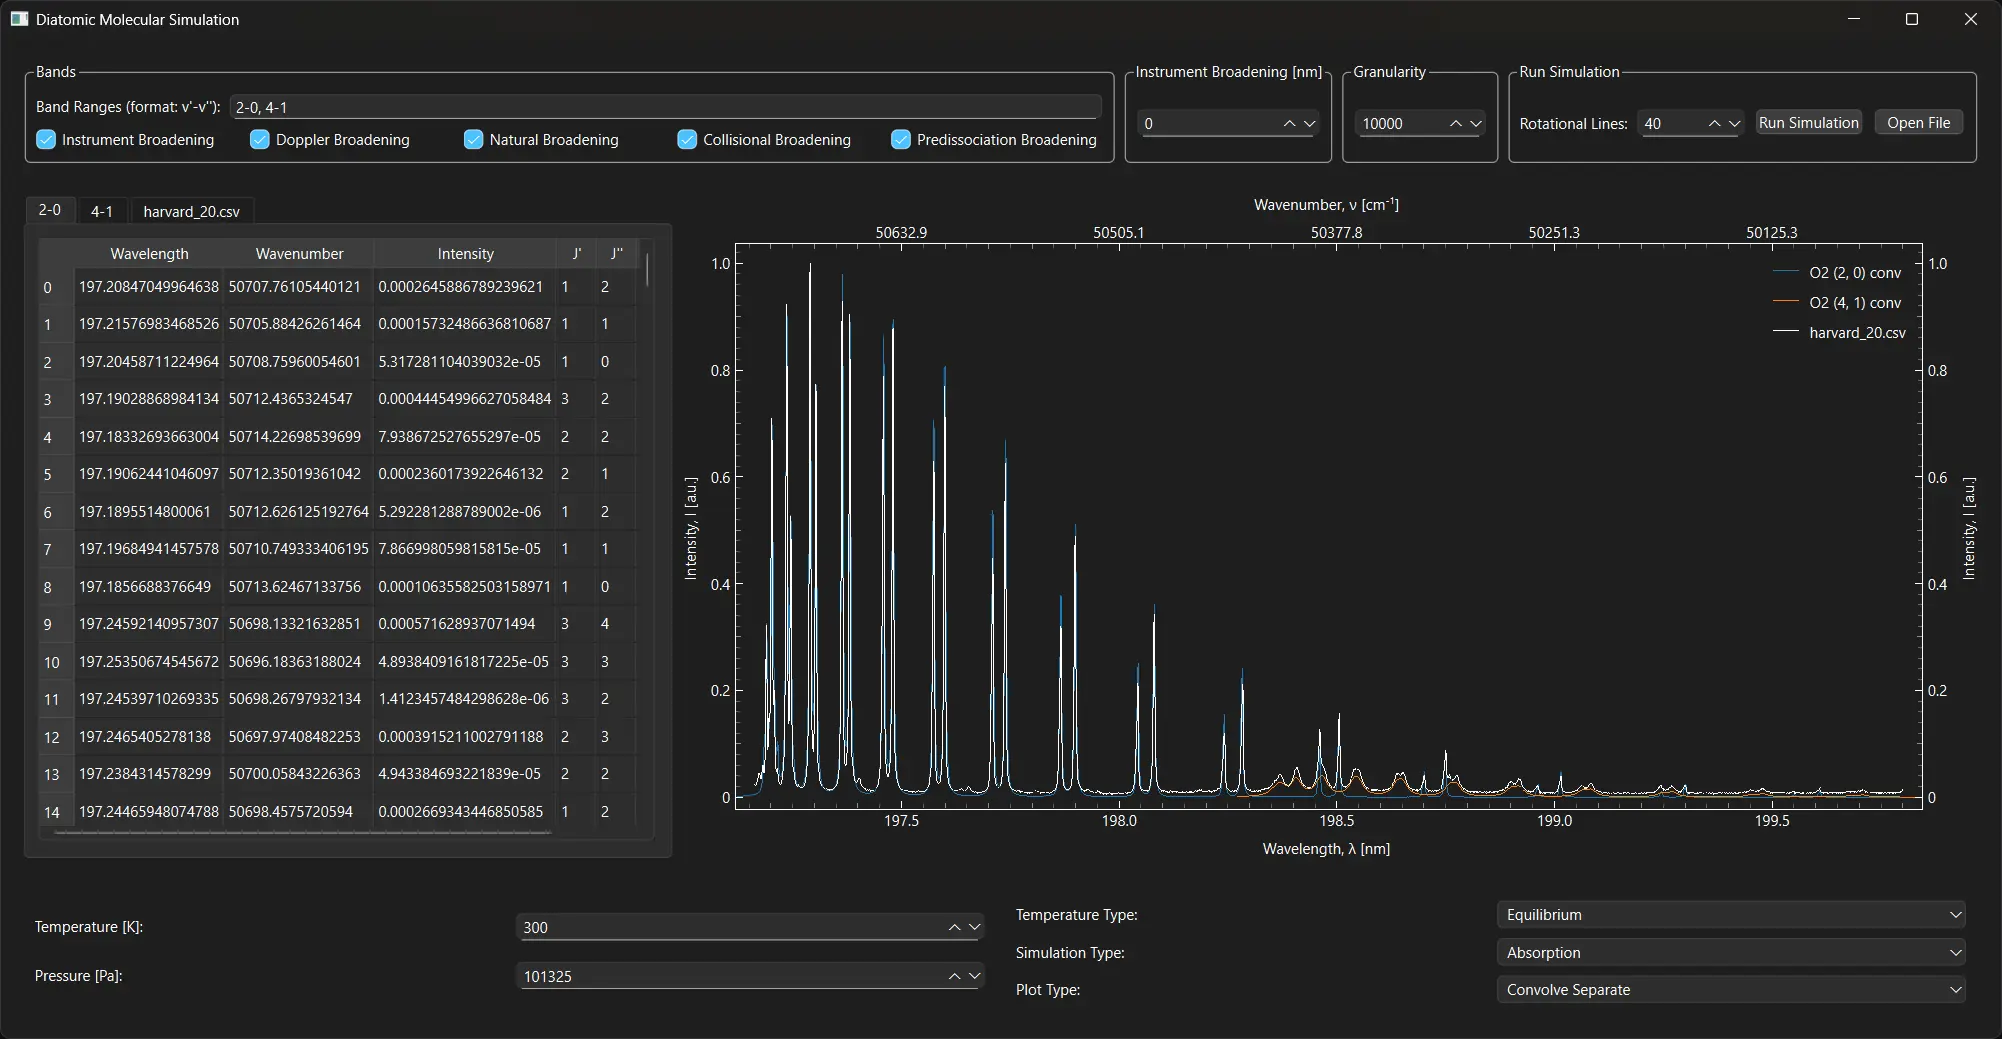 Diatomic Molecular Simulation
Bands
Band Ranges (format: v'-v''): 2-0, 4-1
Instrument Broadening Doppler Broadening Natural Broadening Collisional Broadening Predissociation Broadening
Instrument Broadening [nm]
0
Granularity
10000
Run Simulation
Rotational Lines: 40 Run Simulation Open File
2-0 4-1 harvard_20.csv
Wavelength Wavenumber Intensity J' J''
0 197.20847049964638 50707.76105440121 0.0002645886789239621 1 2
1 197.21576983468526 50705.88426261464 0.00015732486636810687 1 1
2 197.20458711224964 50708.75960054601 5.317281104039032e-05 1 0
3 197.19028868984134 50712.4365324547 0.00044454996627058484 3 2
4 197.18332693663004 50714.22698539699 7.938672527655297e-05 2 2
5 197.19062441046097 50712.35019361042 0.0002360173922646132 2 1
6 197.1895514800061 50712.626125192764 5.292281288789002e-06 1 2
7 197.19684941457578 50710.749333406195 7.866998059815815e-05 1 1
8 197.1856688376649 50713.62467133756 0.00010635582503158971 1 0
9 197.24592140957307 50698.13321632851 0.000571628937071494 3 4
10 197.25350674545672 50696.18363188024 4.8938409161817225e-05 3 3
11 197.24539710269335 50698.26797932134 1.4123457484298628e-06 3 2
12 197.2465405278138 50697.97408482253 0.0003915211002791188 2 3
13 197.2384314578299 50700.05843226363 4.943384693221839e-05 2 2
14 197.24465948074788 50698.4575720594 0.0002669343446850585 1 2
Wavenumber, ν [cm⁻¹]
50632.9 50505.1 50377.8 50251.3 50125.3
1.0
0.8
0.6
0.4
0.2
0
Intensity, I [a.u.]
O2 (2, 0) conv
O2 (4, 1) conv
harvard_20.csv
1.0
0.8
0.6
0.4
0.2
0
Intensity, I [a.u.]
197.5 198.0 198.5 199.0 199.5
Wavelength, λ [nm]
Temperature [K]: 300
Pressure [Pa]: 101325
Temperature Type: Equilibrium
Simulation Type: Absorption
Plot Type: Convolve Separate